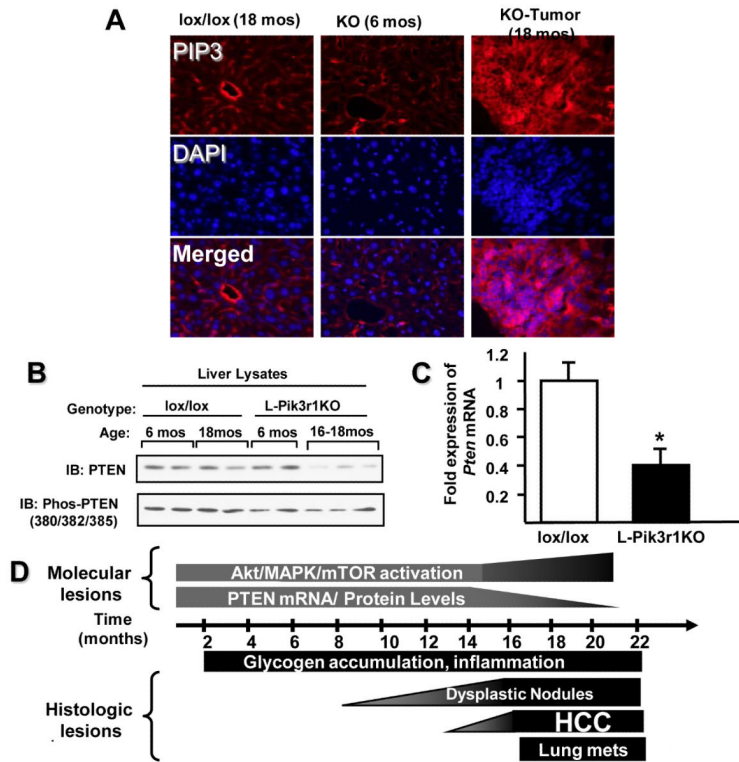 A
lox/lox (18 mos)
KO (6 mos)
KO-Tumor
(18 mos)
PIP3
DAPI
Merged
B
Liver Lysates
Genotype: lox/lox L-Pik3r1KO
Age: 6 mos 18mos 6 mos 16-18mos
IB: PTEN
IB: Phos-PTEN
(380/382/385)
C
Fold expression of
Pten mRNA
1.2
1
0.8
0.6
0.4
0.2
*
lox/lox L-Pik3r1KO
D
Molecular
lesions
Akt/MAPK/mTOR activation
PTEN mRNA/ Protein Levels
Time
(months)
2 4 6 8 10 12 14 16 18 20 22
Glycogen accumulation, inflammation
Histologic
lesions
Dysplastic Nodules
HCC
Lung mets